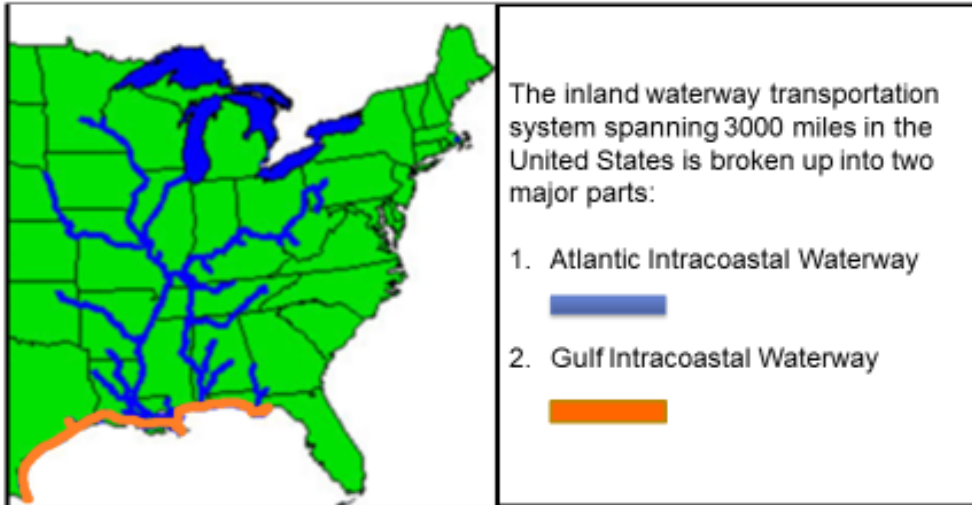 The inland waterway transportation
system spanning 3000 miles in the
United States is broken up into two
major parts:
1. Atlantic Intracoastal Waterway
2. Gulf Intracoastal Waterway